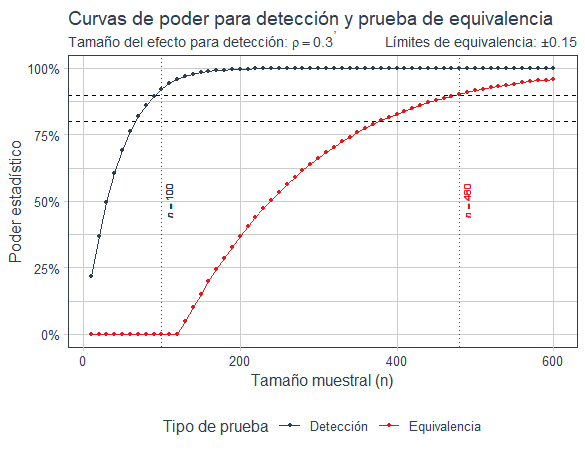 Curvas de poder para detección y prueba de equivalencia
Tamaño del efecto para detección: ρ = 0.3' Límites de equivalencia: ±0.15
Poder estadístico
100%
75%
50%
25%
0%
n = 100
n = 480
0 200 400 600
Tamaño muestral (n)
Tipo de prueba Detección Equivalencia